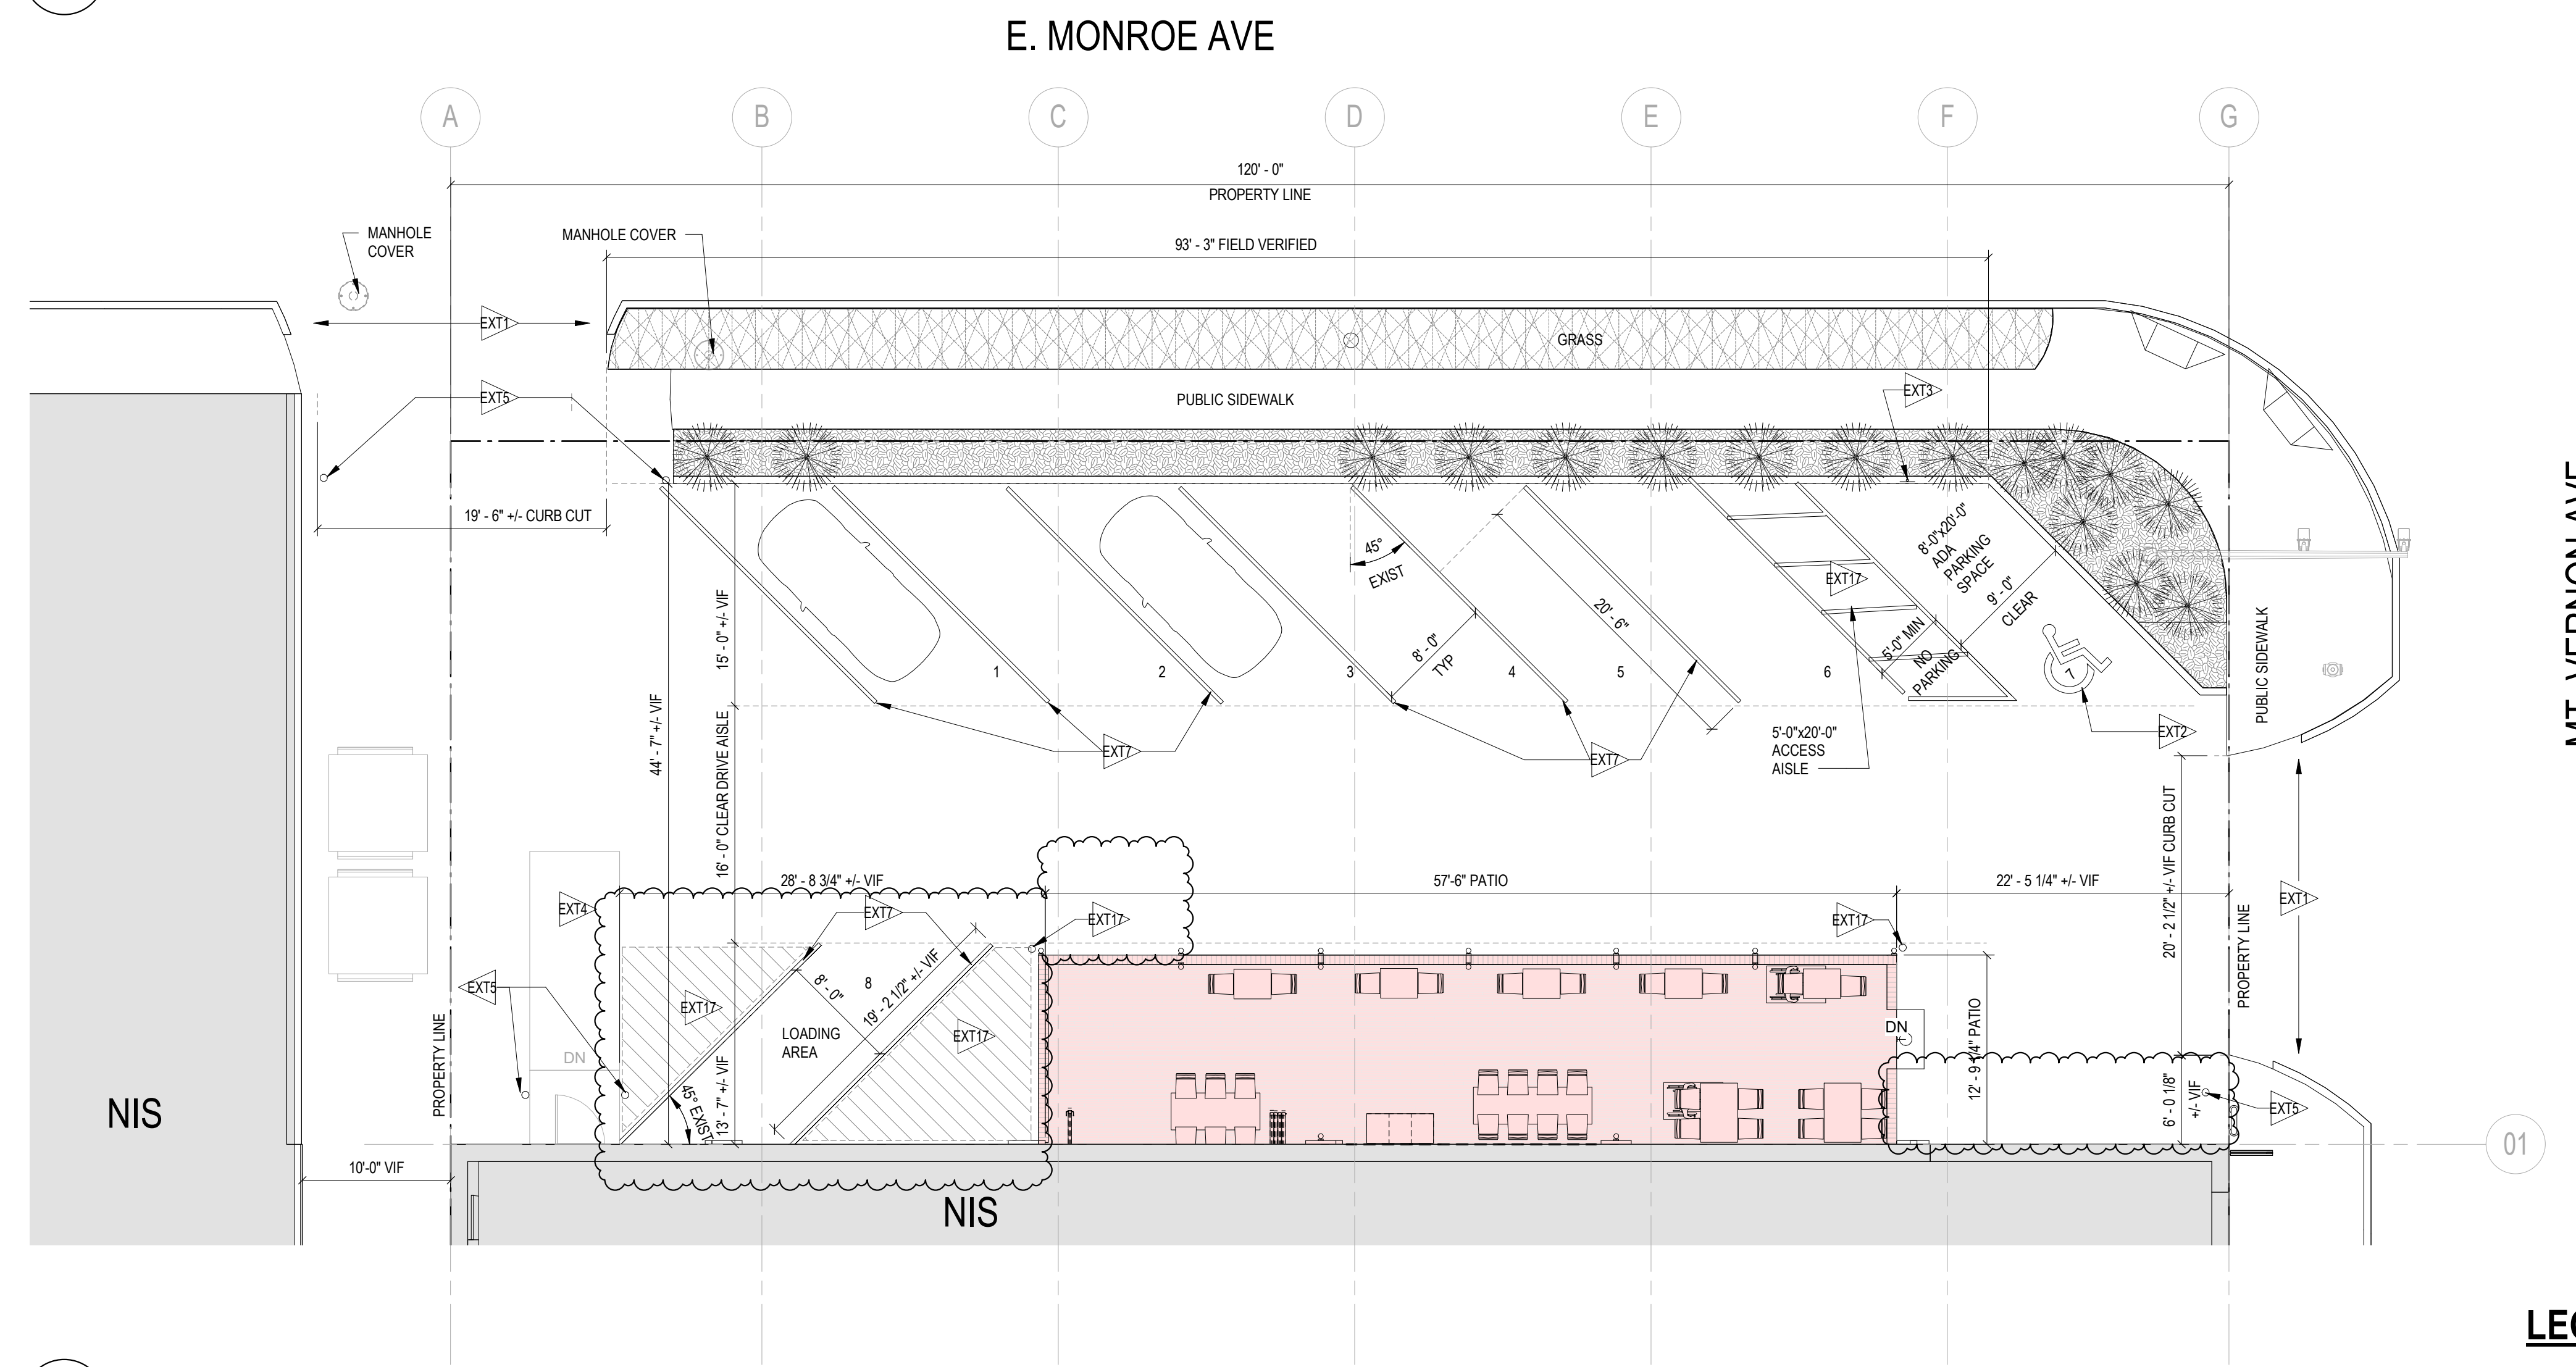 E. MONROE AVE
A
B
C
D
E
F
G
120' - 0"
PROPERTY LINE
MANHOLE
COVER
MANHOLE COVER
93' - 3" FIELD VERIFIED
EXT1
GRASS
EXT5
PUBLIC SIDEWALK
EXT3
19' - 6" +/- CURB CUT
45°
EXIST
8'-0"x20'-0"
ADA
PARKING
SPACE
9' - 0"
CLEAR
EXT17
15' - 0" +/- VIF
20' - 6"
8' - 0"
TYP
5'-0" MIN
NO
PARKING
1
2
3
4
5
6
7
PUBLIC SIDEWALK
MT. VERNON AVE
44' - 7" +/- VIF
16' - 0" CLEAR DRIVE AISLE
EXT7
EXT7
5'-0"x20'-0"
ACCESS
AISLE
EXT2
20' - 2 1/2" +/- VIF CURB CUT
28' - 8 3/4" +/- VIF
57'-6" PATIO
22' - 5 1/4" +/- VIF
EXT4
EXT7
EXT17
EXT17
EXT1
PROPERTY LINE
EXT5
EXT17
8' - 0"
8
19' - 2 1/2" +/- VIF
LOADING
AREA
EXT17
DN
12' - 9 1/4" PATIO
DN
PROPERTY LINE
45° EXIST
13' - 7" +/- VIF
6' - 0 1/8"
+/- VIF
EXT5
NIS
01
10'-0" VIF
NIS